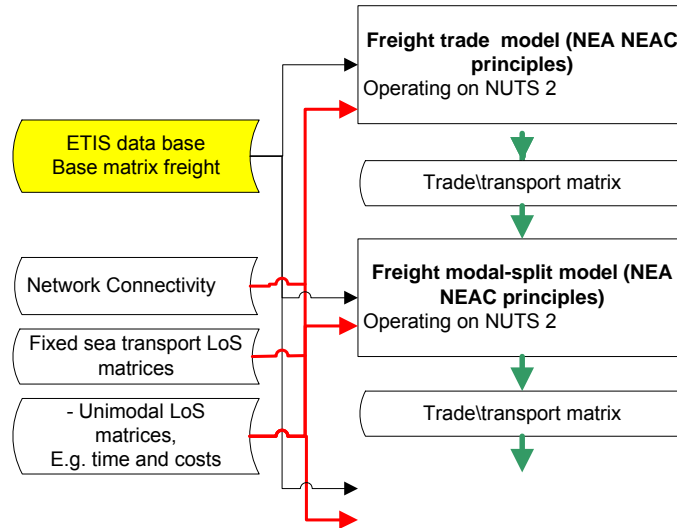 Freight trade model (NEA NEAC
principles)
Operating on NUTS 2
ETIS data base
Base matrix freight
Trade\transport matrix
Network Connectivity
Freight modal-split model (NEA
NEAC principles)
Operating on NUTS 2
Fixed sea transport LoS
matrices
- Unimodal LoS
matrices,
E.g. time and costs
Trade\transport matrix